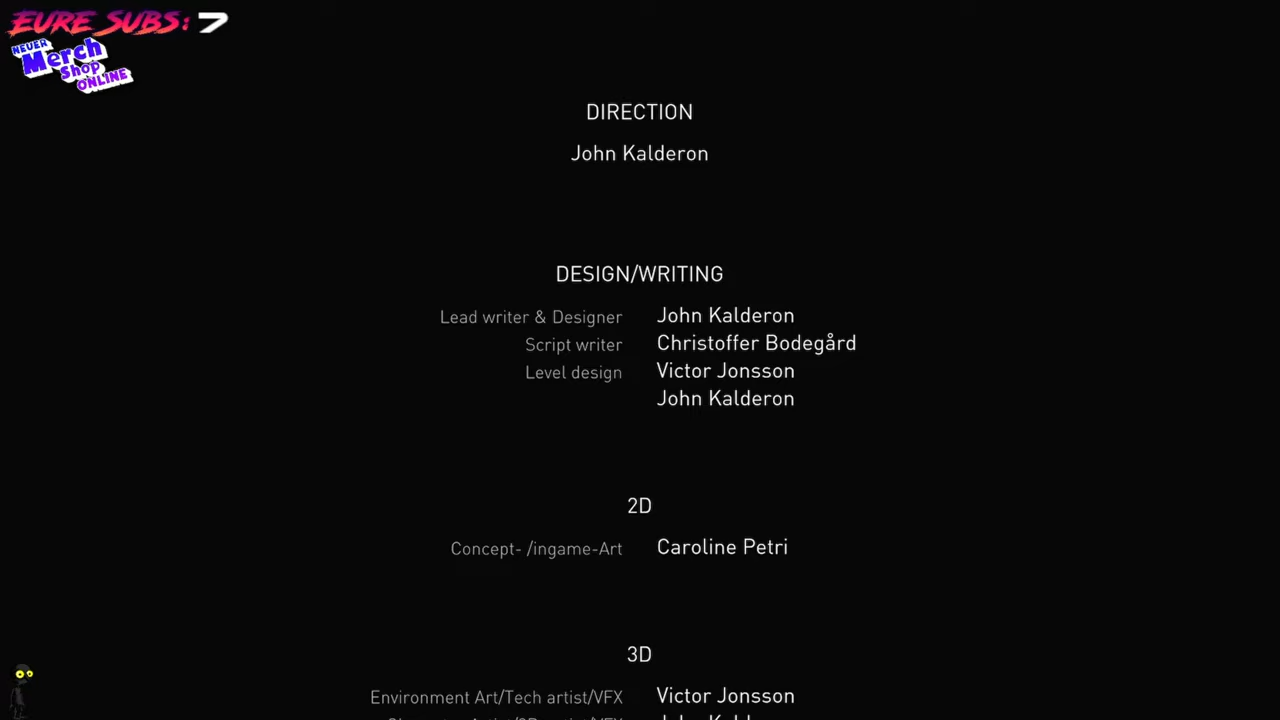 EURE SUBS: 7
NEUER
Merch
Shop
ONLINE
DIRECTION
John Kalderon
DESIGN/WRITING
Lead writer & Designer John Kalderon
Script writer Christoffer Bodegård
Level design Victor Jonsson
John Kalderon
2D
Concept- /ingame-Art Caroline Petri
3D
Environment Art/Tech artist/VFX Victor Jonsson